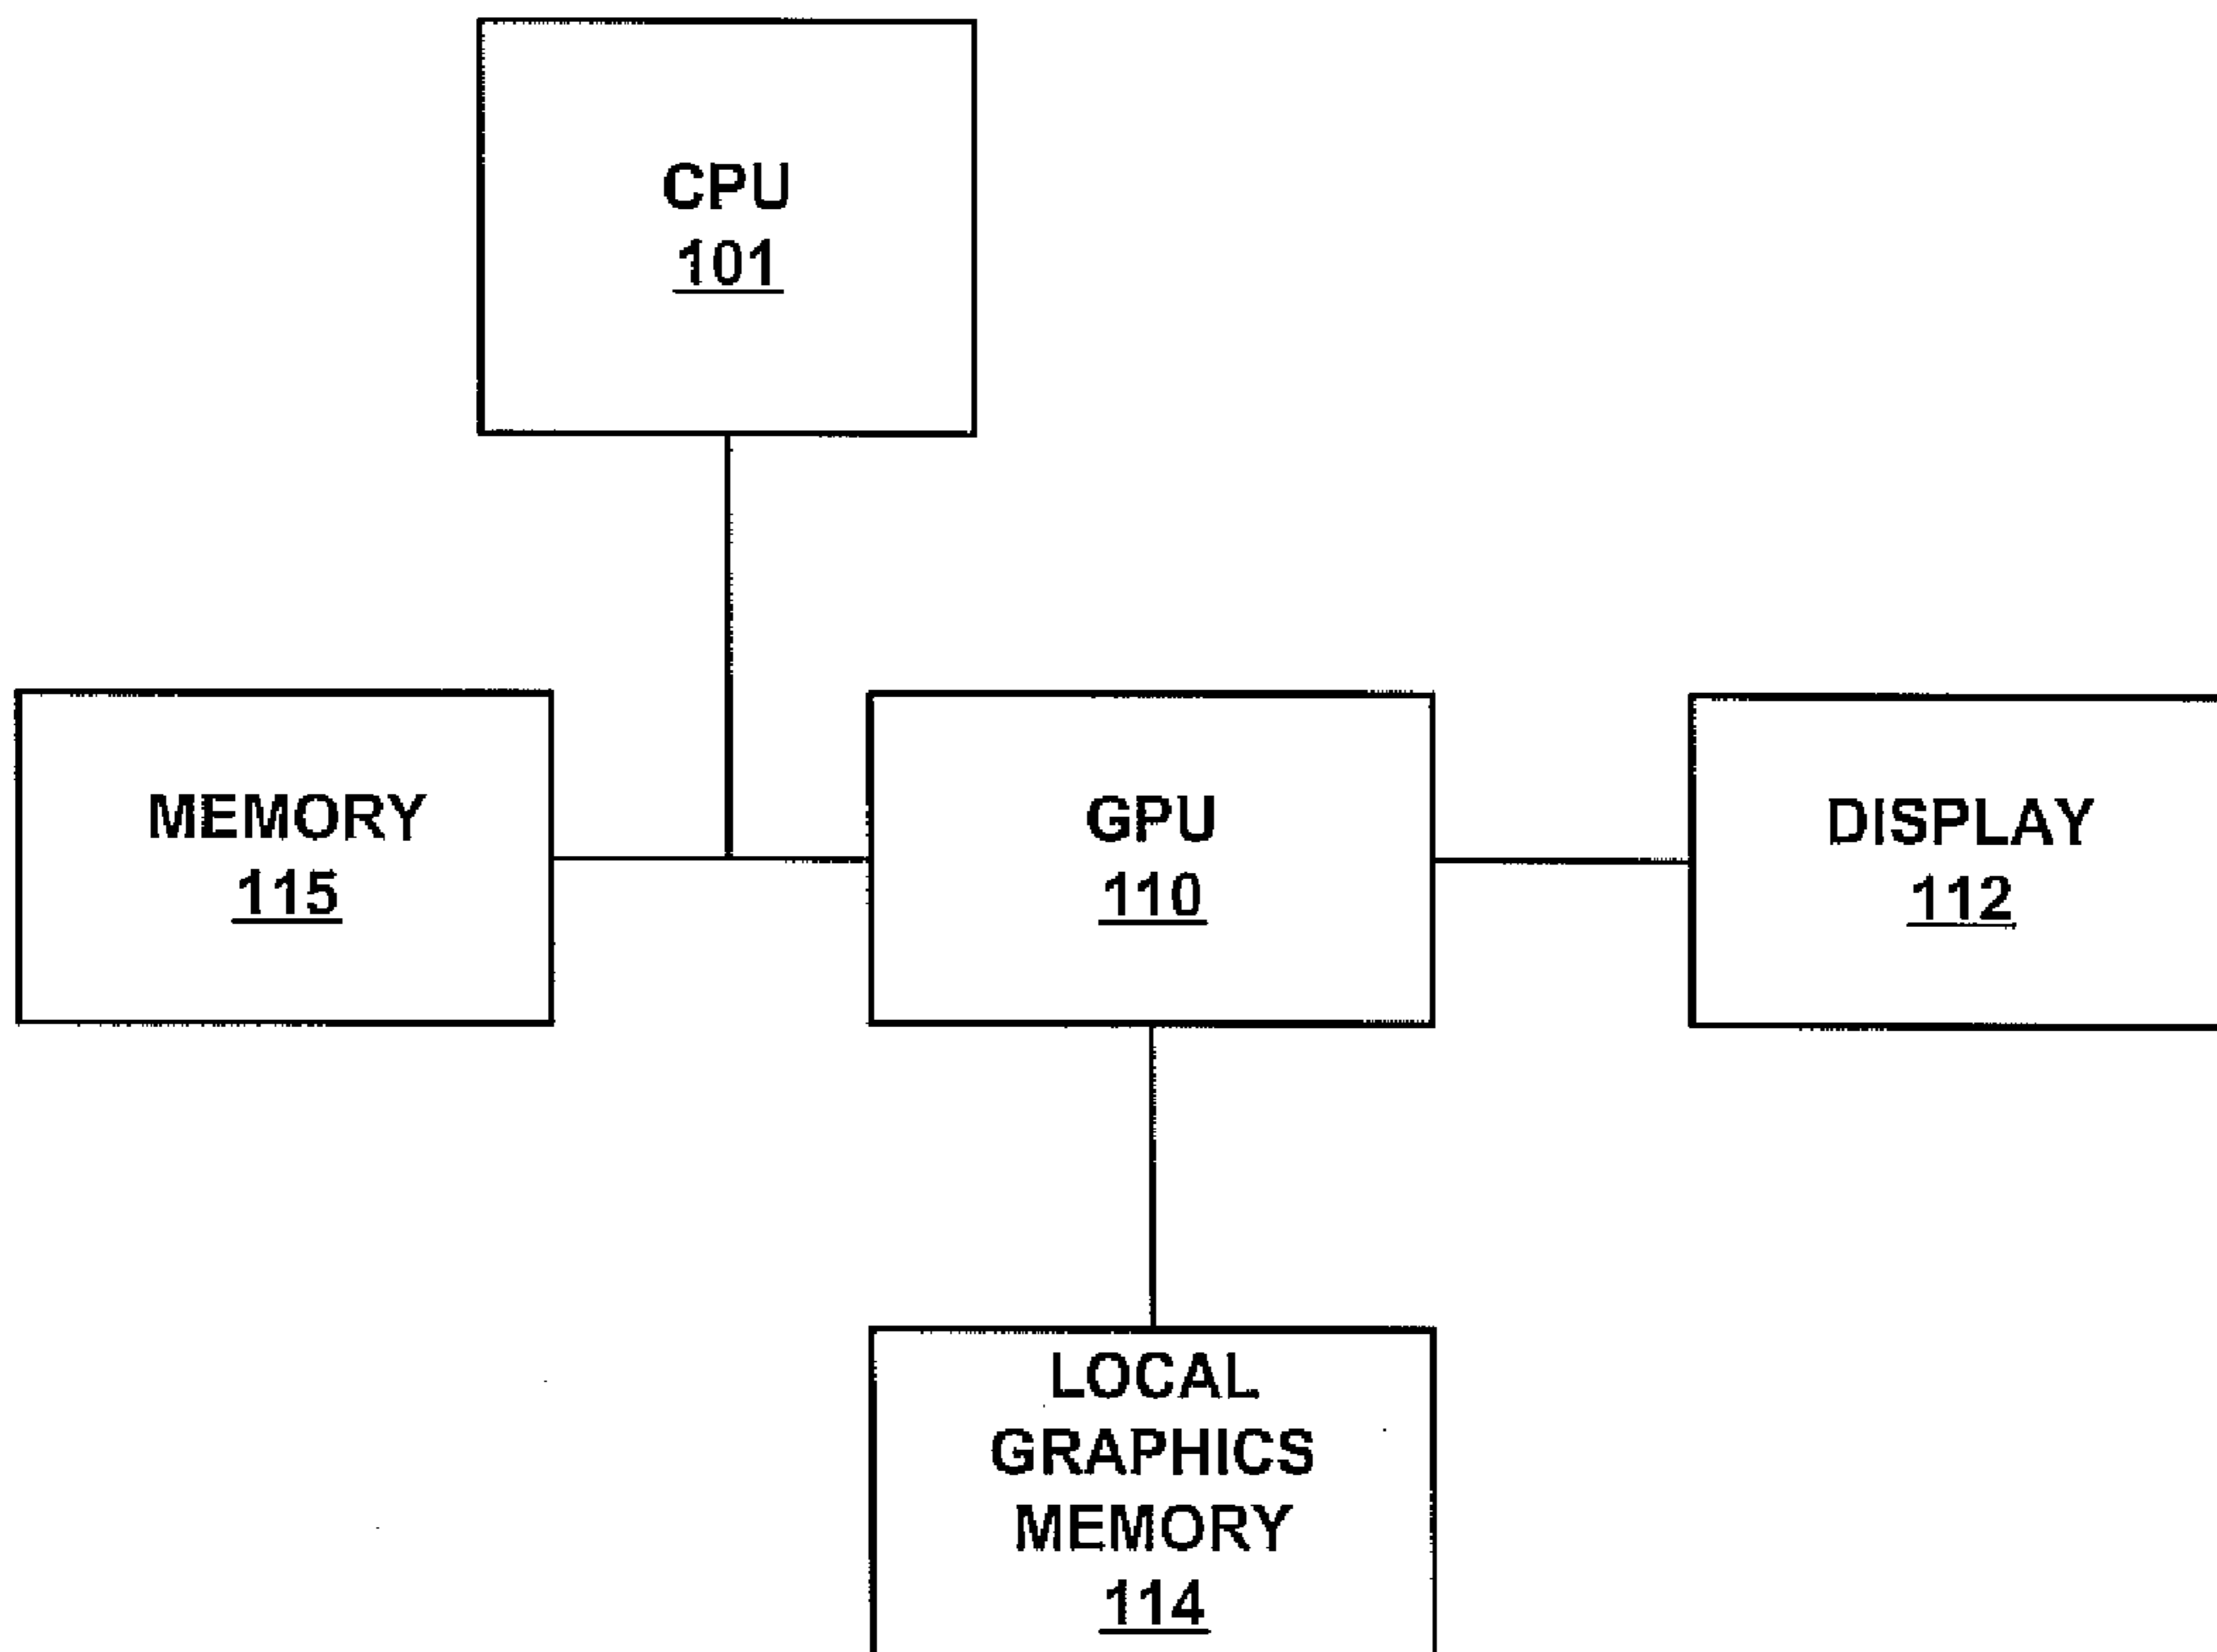 CPU
101
MEMORY
115
GPU
110
DISPLAY
112
LOCAL
GRAPHICS
MEMORY
114